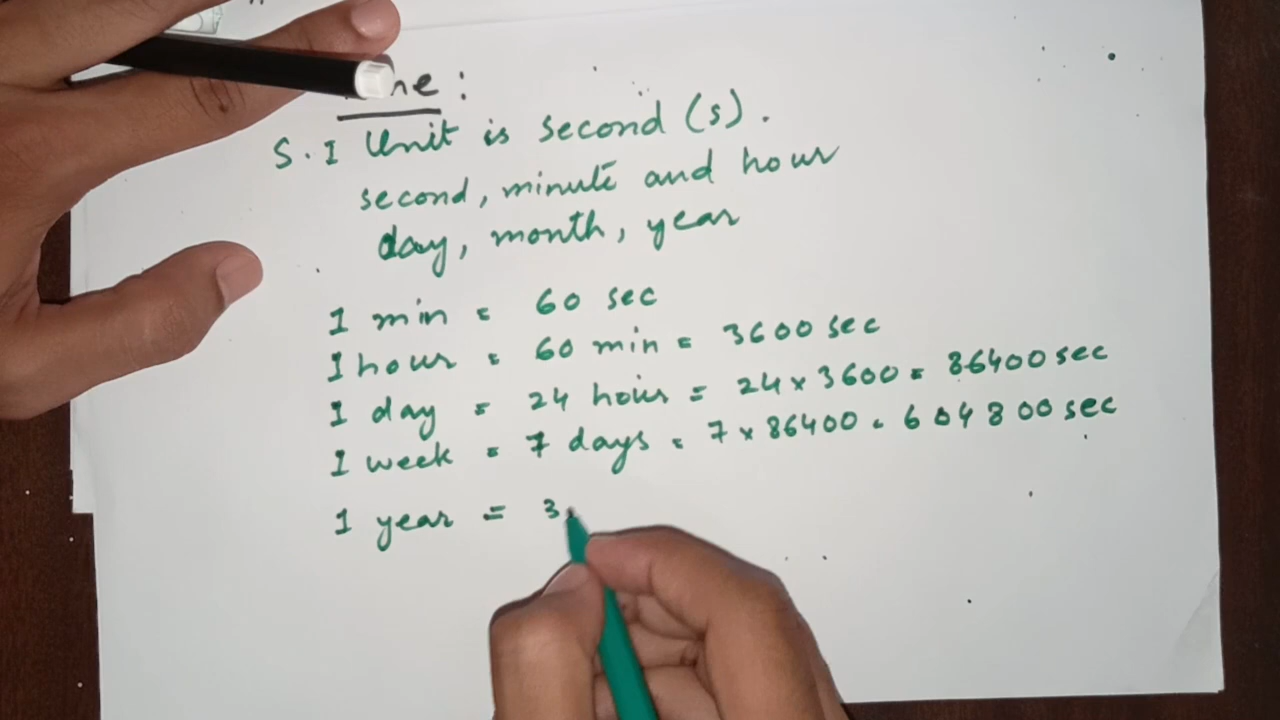 S.I Unit is second (s).
second, minute and hour
day, month, year
1 min = 60 sec
1 hour = 60 min = 3600 sec
1 day = 24 hour = 24 x 3600 = 86400 sec
1 week = 7 days = 7 x 86400 = 604800 sec
1 year = 3